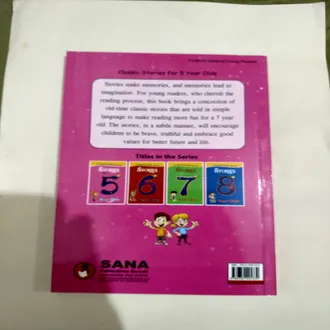 Classic Stories for 5 Year Olds
Stories make memories, and memories lead to
imagination. For young readers, who cherish the
reading process, this book brings a concoction of
old-time classic stories that are told in simple
language to make reading more fun for a 7 year
old. The stories, in a subtle manner, will encourage
children to be brave, truthful and embrace good
values for better future and life.
Titles in the Series
Stories Stories Stories Stories
5 6 7 8
SANA